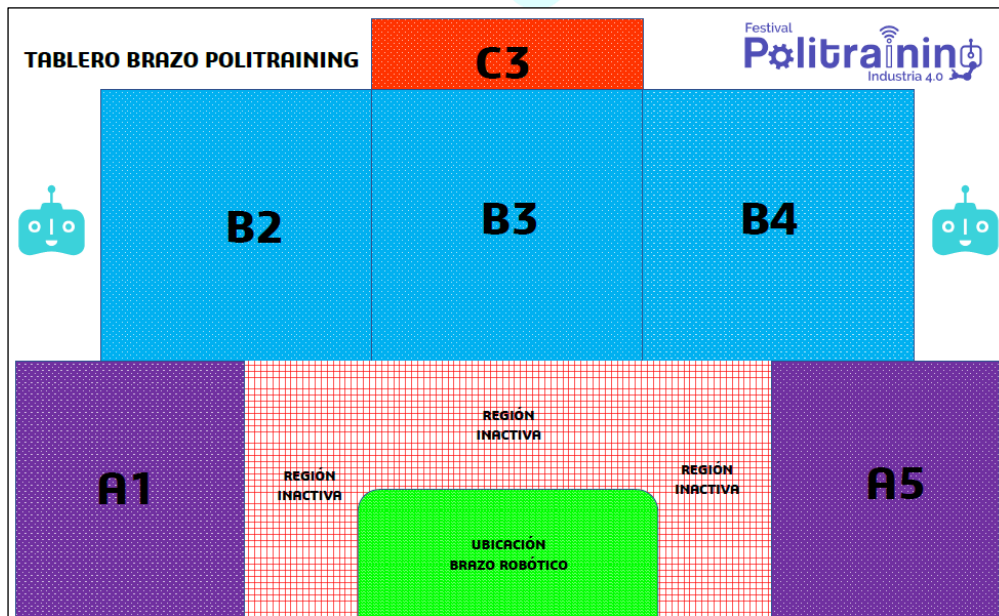 Festival
Politraining
Industria 4.0
TABLERO BRAZO POLITRAINING
C3
B2
B3
B4
REGIÓN
INACTIVA
A1
REGIÓN
INACTIVA
REGIÓN
INACTIVA
A5
UBICACIÓN
BRAZO ROBÓTICO